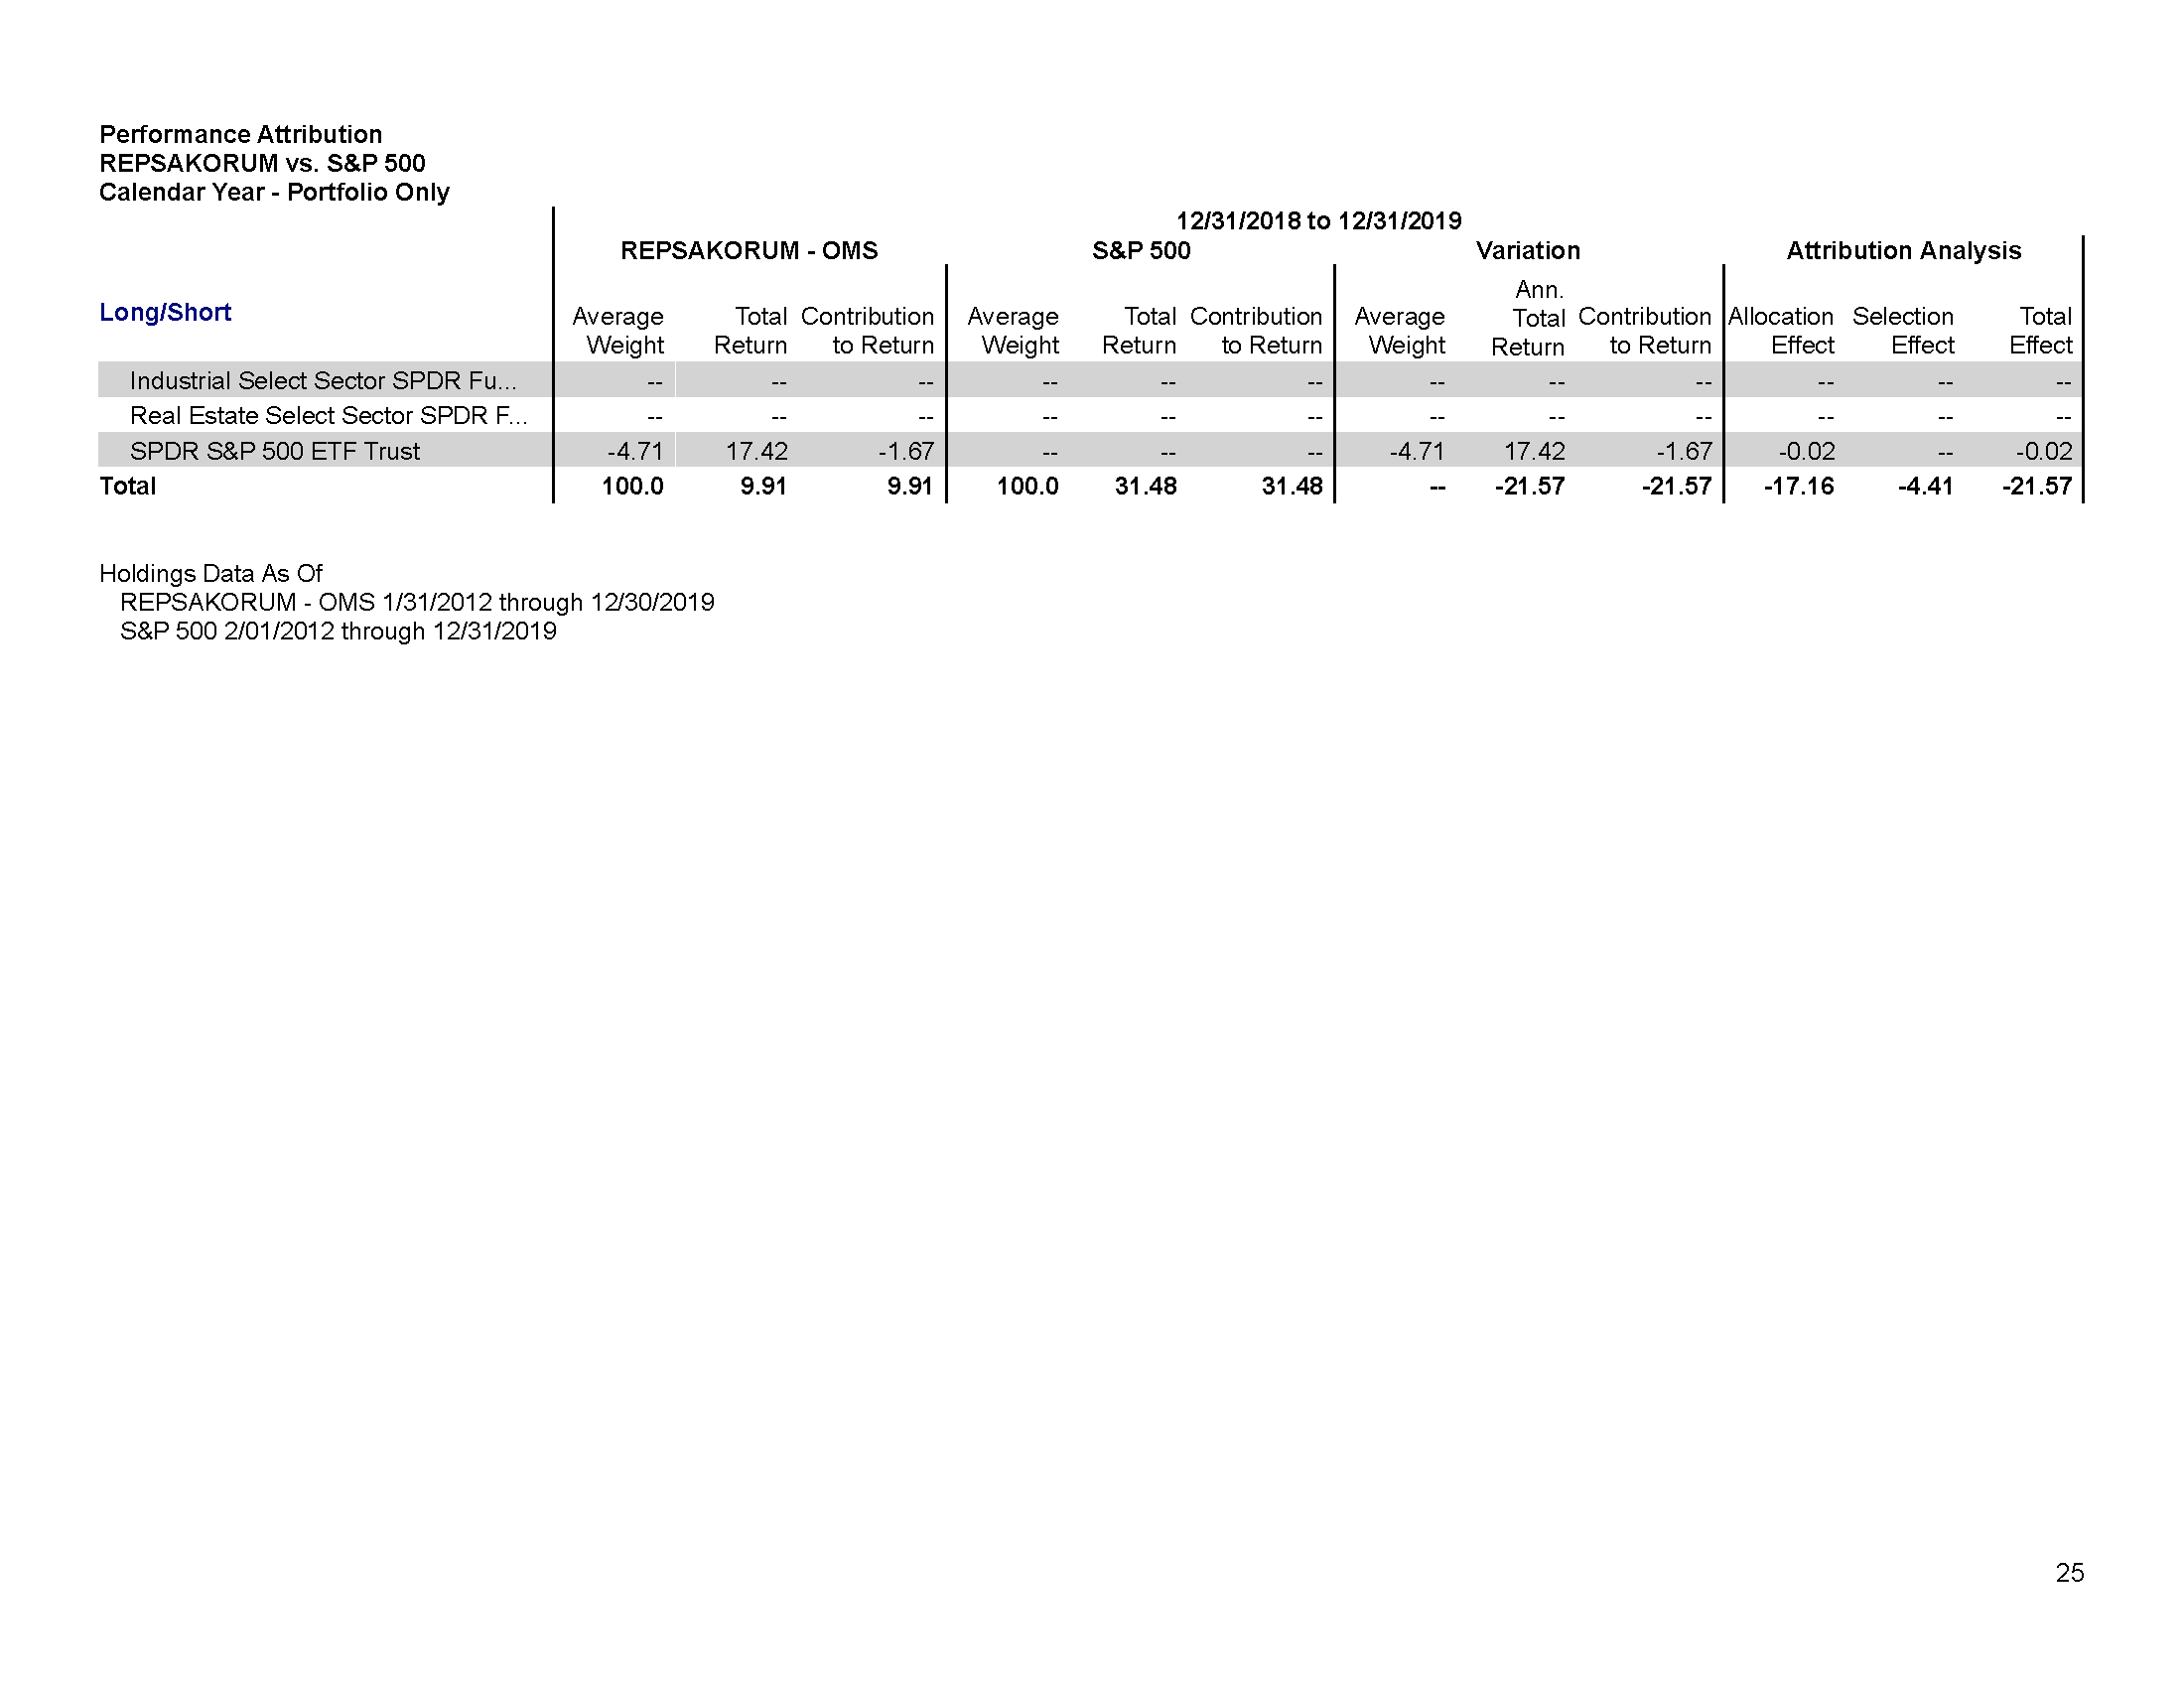 Performance Attribution
REPSAKORUM vs. S&P 500
Calendar Year - Portfolio Only
12/31/2018 to 12/31/2019
REPSAKORUM - OMS S&P 500 Variation Attribution Analysis
Long/Short Average Weight Total Return Contribution to Return Average Weight Total Return Contribution to Return Average Weight Ann. Total Return Contribution to Return Allocation Effect Selection Effect Total Effect
Industrial Select Sector SPDR Fu... -- -- -- -- -- -- -- -- -- -- -- --
Real Estate Select Sector SPDR F... -- -- -- -- -- -- -- -- -- -- -- --
SPDR S&P 500 ETF Trust -4.71 17.42 -1.67 -- -- -- -4.71 17.42 -1.67 -0.02 -- -0.02
Total 100.0 9.91 9.91 100.0 31.48 31.48 -- -21.57 -21.57 -17.16 -4.41 -21.57
Holdings Data As Of
REPSAKORUM - OMS 1/31/2012 through 12/30/2019
S&P 500 2/01/2012 through 12/31/2019
25